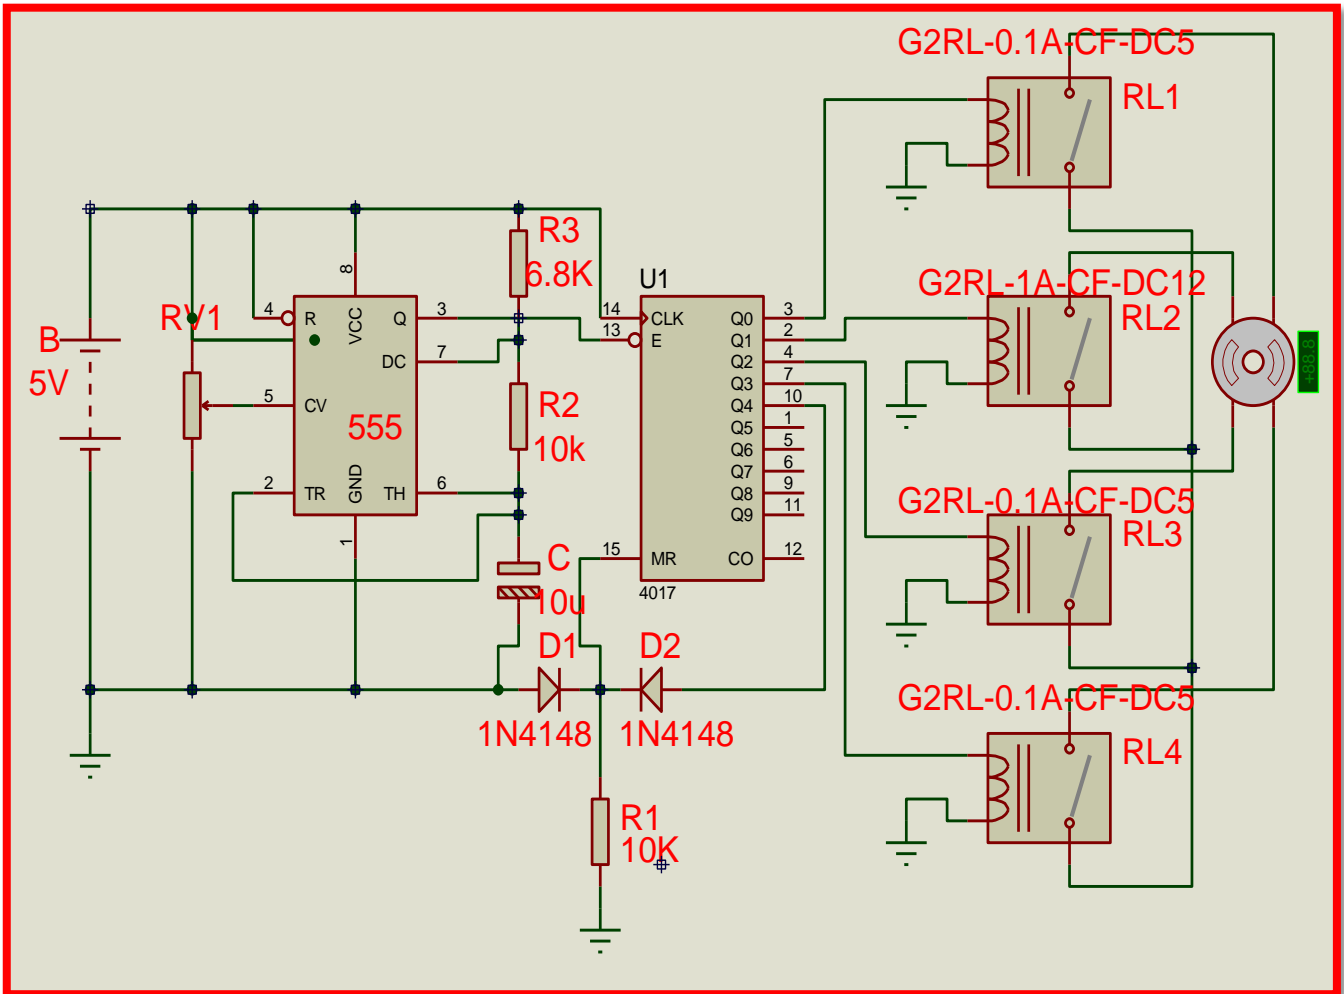 G2RL-0.1A-CF-DC5
RL1
R3
6.8K
U1
G2RL-1A-CF-DC12
RL2
RV1
B
5V
8
4
R
VCC
Q
3
14
CLK
13
E
Q0
3
Q1
2
DC
7
Q2
4
Q3
7
+88.8
5
CV
555
R2
10k
Q4
10
Q5
1
Q6
5
Q7
6
2
TR
GND
TH
6
Q8
9
Q9
11
G2RL-0.1A-CF-DC5
RL3
1
C
10u
15
MR
CO
12
4017
D1
1N4148
D2
1N4148
G2RL-0.1A-CF-DC5
RL4
R1
10K